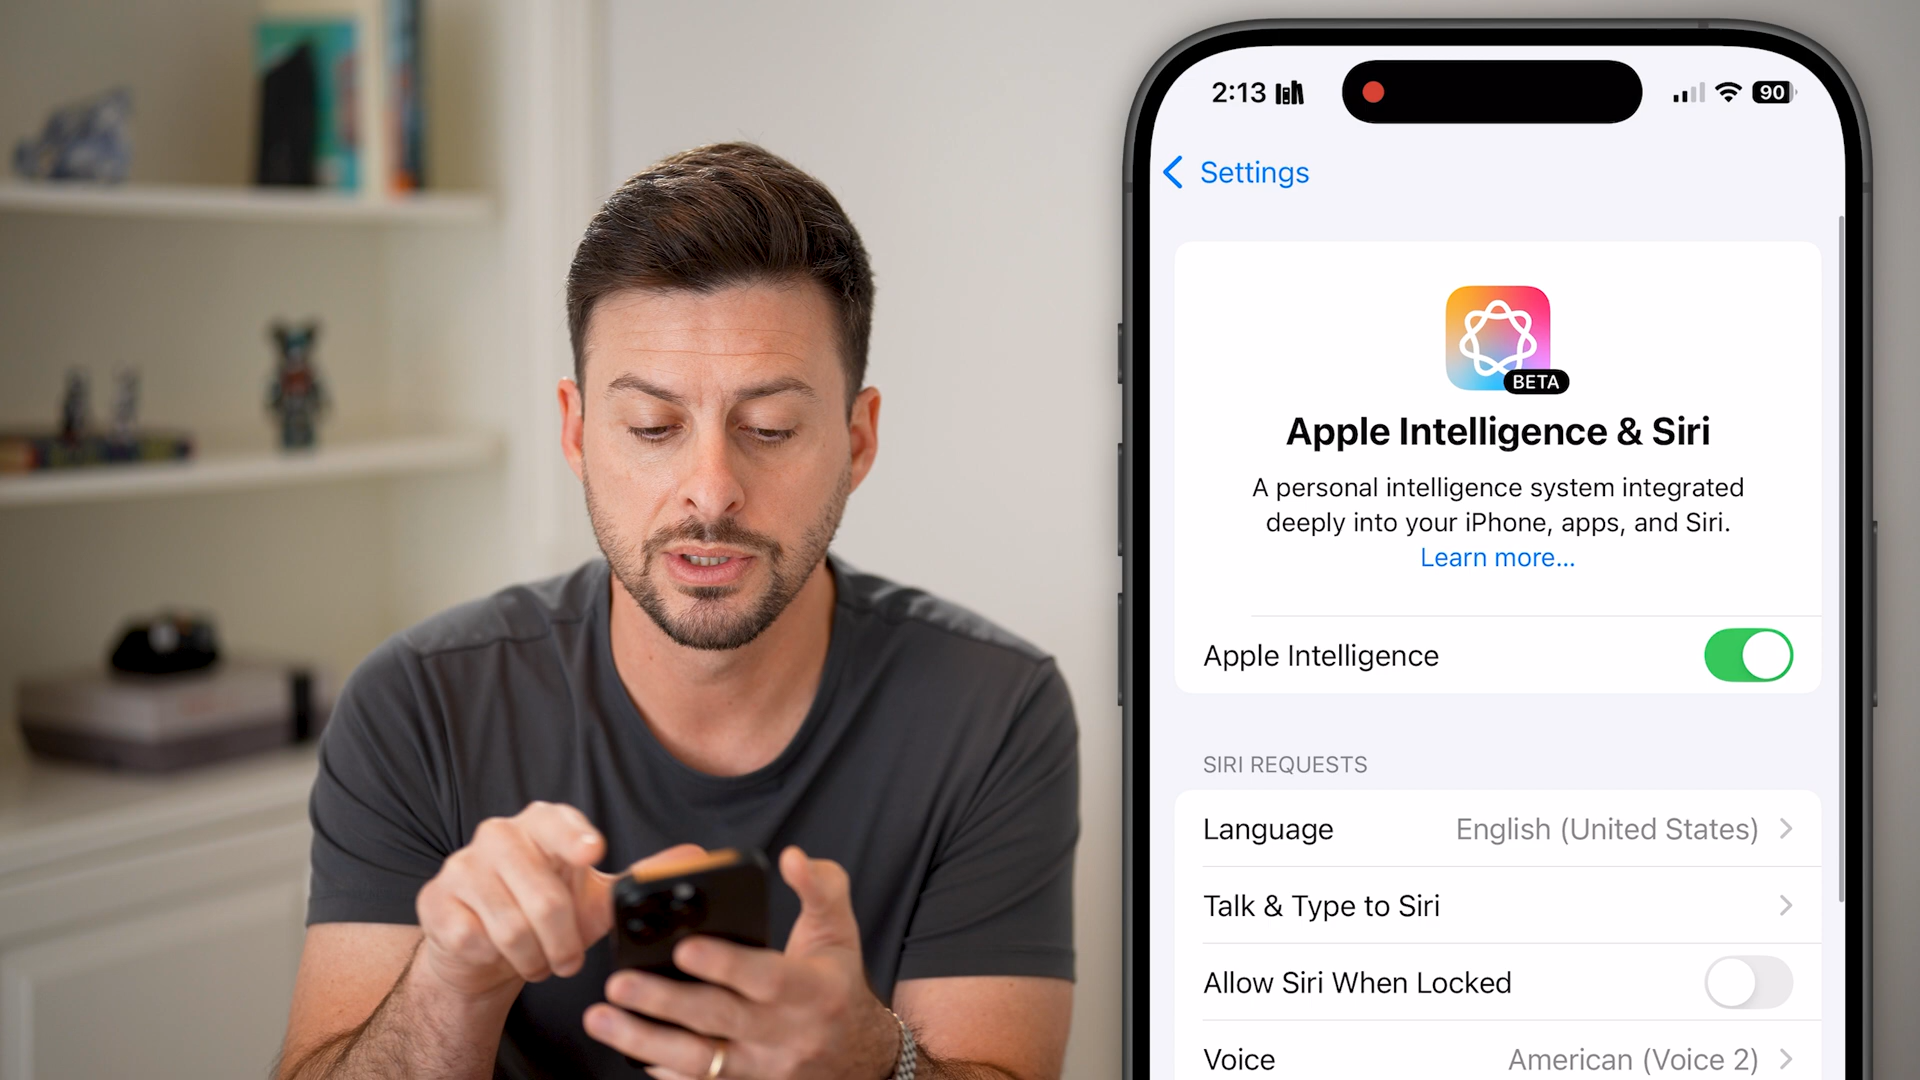 2:13
90
Settings
BETA
Apple Intelligence & Siri
A personal intelligence system integrated
deeply into your iPhone, apps, and Siri.
Learn more...
Apple Intelligence
SIRI REQUESTS
Language English (United States)
Talk & Type to Siri
Allow Siri When Locked
Voice American (Voice 2)